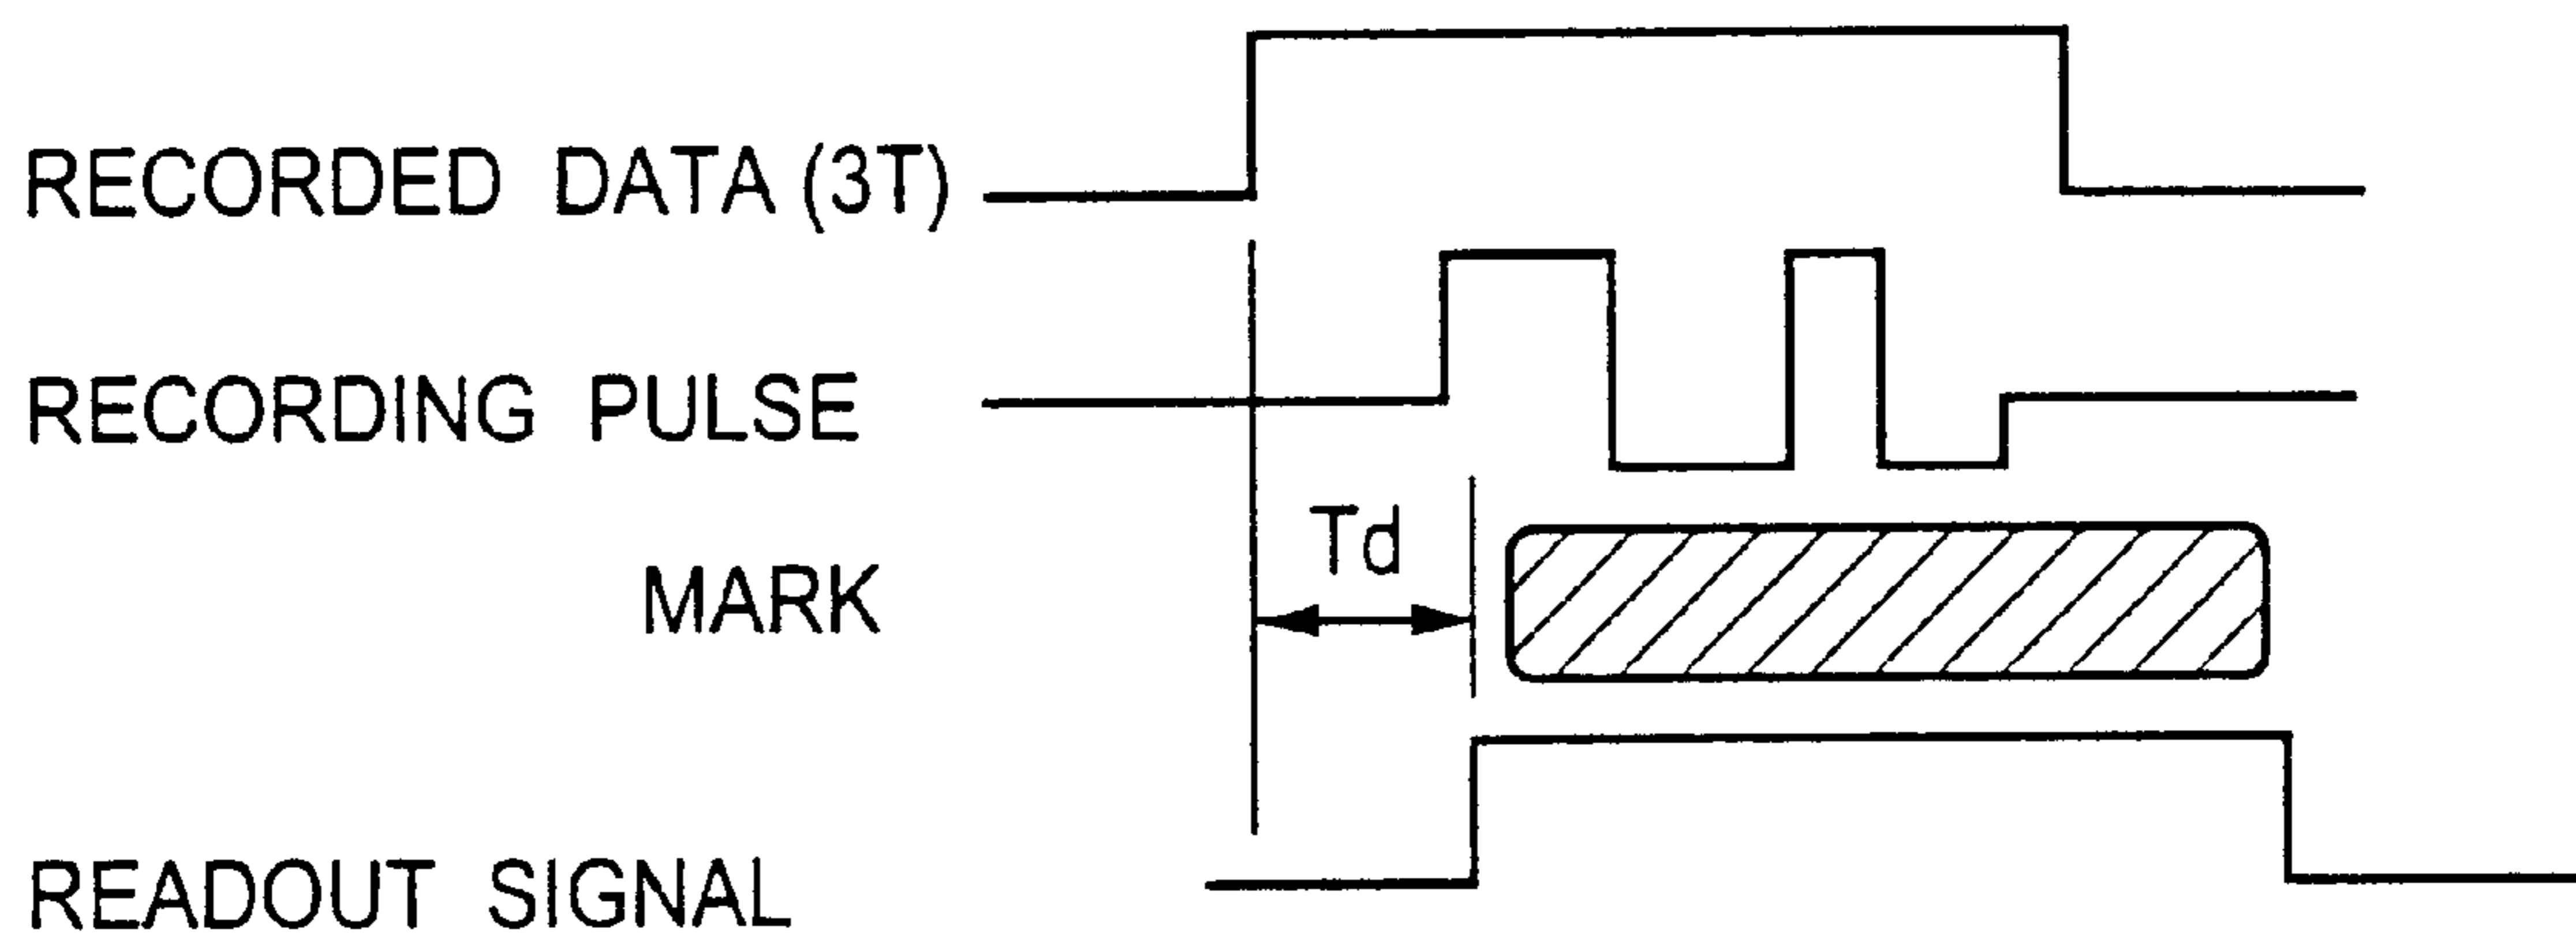 RECORDED DATA (3T)
RECORDING PULSE
Td
MARK
READOUT SIGNAL